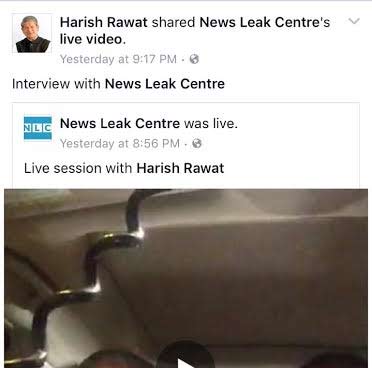 Harish Rawat shared News Leak Centre's
live video.
Yesterday at 9:17 PM ·
Interview with News Leak Centre
NLC
News Leak Centre was live.
Yesterday at 8:56 PM ·
Live session with Harish Rawat